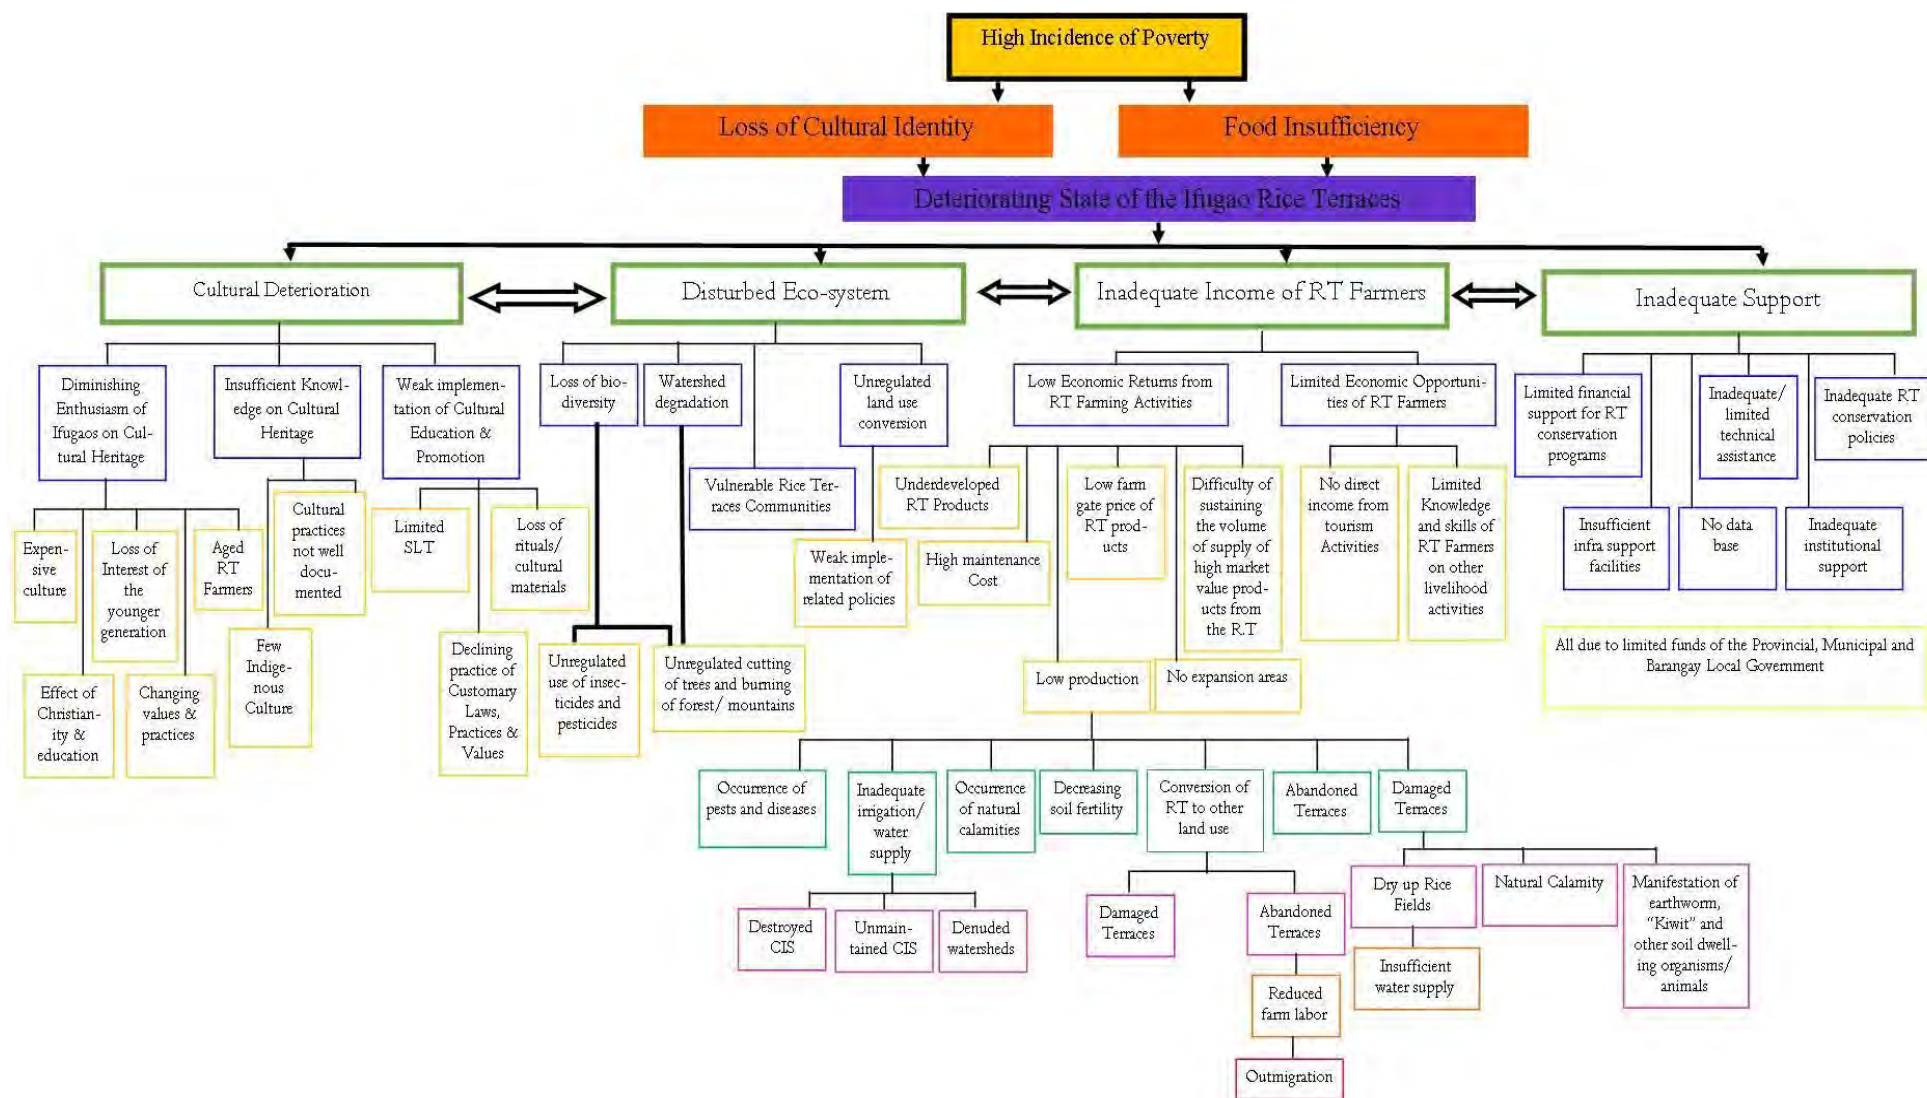 High Incidence of Poverty
Loss of Cultural Identity
Food Insufficiency
Deteriorating State of the Ifugao Rice Terraces
Cultural Deterioration
Disturbed Eco-system
Inadequate Income of RT Farmers
Inadequate Support
Diminishing
Enthusiasm of
Ifugaos on Cul-
tural Heritage
Insufficient Knowl-
edge on Cultural
Heritage
Weak implemen-
tation of Cultural
Education &
Promotion
Loss of bio-
diversity
Watershed
degradation
Unregulated
land use
conversion
Low Economic Returns from
RT Farming Activities
Limited Economic Opportuni-
ties of RT Farmers
Limited financial
support for RT
conservation
programs
Inadequate/
limited
technical
assistance
Inadequate RT
conservation
policies
Vulnerable Rice Ter-
races Communities
Insufficient
infra support
facilities
No data
base
Inadequate
institutional
support
Expen-
sive
culture
Loss of
Interest of
the
younger
generation
Aged
RT
Farmers
Cultural
practices
not well
docu-
mented
Limited
SLT
Loss of
rituals/
cultural
materials
Weak imple-
mentation of
related policies
Underdeveloped
RT Products
High maintenance
Cost
Low farm
gate price of
RT prod-
ucts
Difficulty of
sustaining
the volume
of supply of
high market
value prod-
ucts from
the R.T
No direct
income from
tourism
Activities
Limited
Knowledge
and skills of
RT Farmers
on other
livelihood
activities
Effect of
Christian-
ity &
education
Changing
values &
practices
Few
Indige-
nous
Culture
Declining
practice of
Customary
Laws,
Practices &
Values
Unregulated
use of insec-
ticides and
pesticides
Unregulated cutting
of trees and burning
of forest/ mountains
Low production
No expansion areas
All due to limited funds of the Provincial, Municipal and
Barangay Local Government
Occurrence of
pests and diseases
Inadequate
irrigation/
water
supply
Occurrence
of natural
calamities
Decreasing
soil fertility
Conversion of
RT to other
land use
Abandoned
Terraces
Damaged
Terraces
Destroyed
CIS
Unmain-
tained CIS
Denuded
watersheds
Damaged
Terraces
Abandoned
Terraces
Dry up Rice
Fields
Natural Calamity
Manifestation of
earthworm,
“Kiwit” and
other soil dwell-
ing organisms/
animals
Reduced
farm labor
Insufficient
water supply
Outmigration